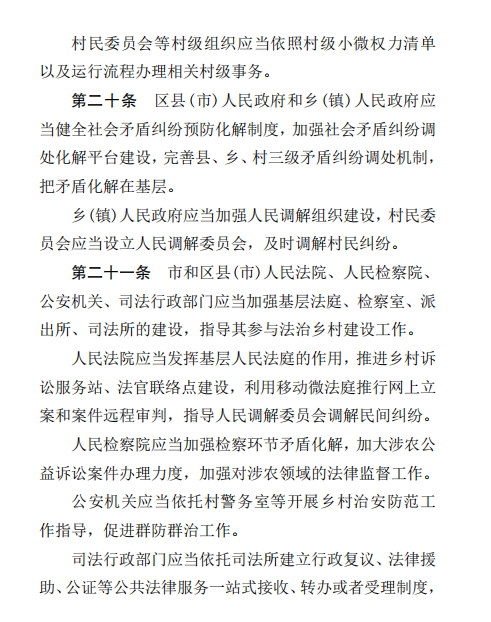 村民委员会等村级组织应当依照村级小微权力清单
以及运行流程办理相关村级事务。
第二十条 区县(市)人民政府和乡(镇)人民政府应
当健全社会矛盾纠纷预防化解制度，加强社会矛盾纠纷调
处化解平台建设，完善县、乡、村三级矛盾纠纷调处机制，
把矛盾化解在基层。
乡(镇)人民政府应当加强人民调解组织建设，村民委
员会应当设立人民调解委员会，及时调解村民纠纷。
第二十一条 市和区县(市)人民法院、人民检察院、
公安机关、司法行政部门应当加强基层法庭、检察室、派
出所、司法所的建设，指导其参与法治乡村建设工作。
人民法院应当发挥基层人民法庭的作用，推进乡村诉
讼服务站、法官联络点建设，利用移动微法庭推行网上立
案和案件远程审判，指导人民调解委员会调解民间纠纷。
人民检察院应当加强检察环节矛盾化解，加大涉农公
益诉讼案件办理力度，加强对涉农领域的法律监督工作。
公安机关应当依托村警务室等开展乡村治安防范工
作指导，促进群防群治工作。
司法行政部门应当依托司法所建立行政复议、法律援
助、公证等公共法律服务一站式接收、转办或者受理制度，